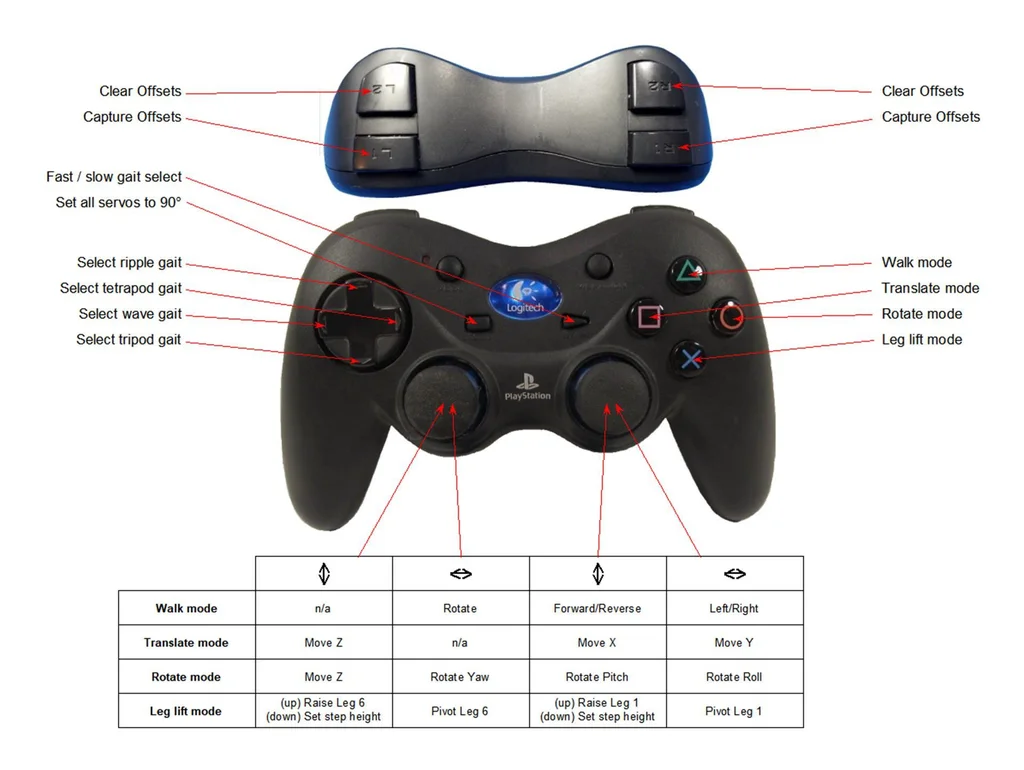 Clear Offsets
Capture Offsets
Fast / slow gait select
Set all servos to 90°
Select ripple gait
Select tetrapod gait
Select wave gait
Select tripod gait
L2
L1
R2
R1
Clear Offsets
Capture Offsets
Walk mode
Translate mode
Rotate mode
Leg lift mode
Logitech
PlayStation
Walk mode n/a Rotate Forward/Reverse Left/Right
Translate mode Move Z n/a Move X Move Y
Rotate mode Move Z Rotate Yaw Rotate Pitch Rotate Roll
Leg lift mode (up) Raise Leg 6 (down) Set step height Pivot Leg 6 (up) Raise Leg 1 (down) Set step height Pivot Leg 1